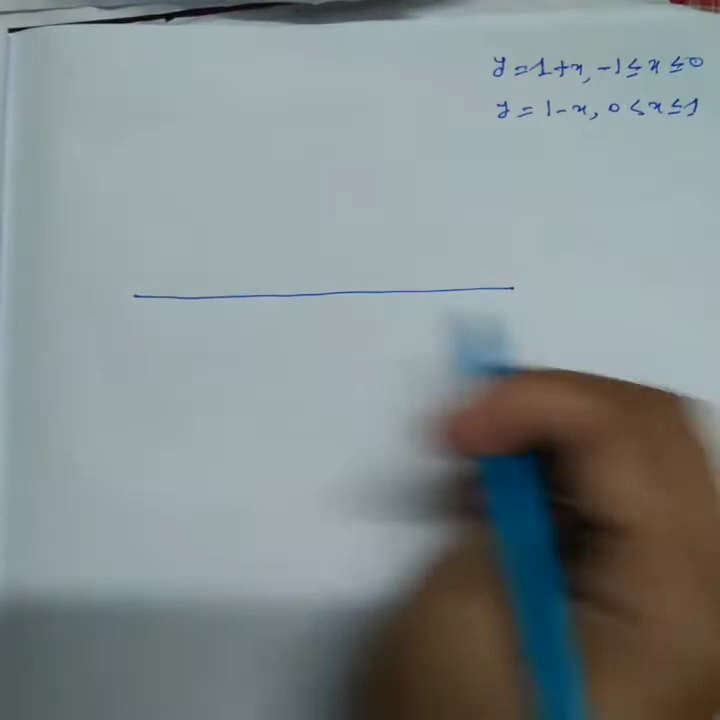 y = 1+x, -1 ≤ x ≤ 0
y = 1-x, 0 < x ≤ 1